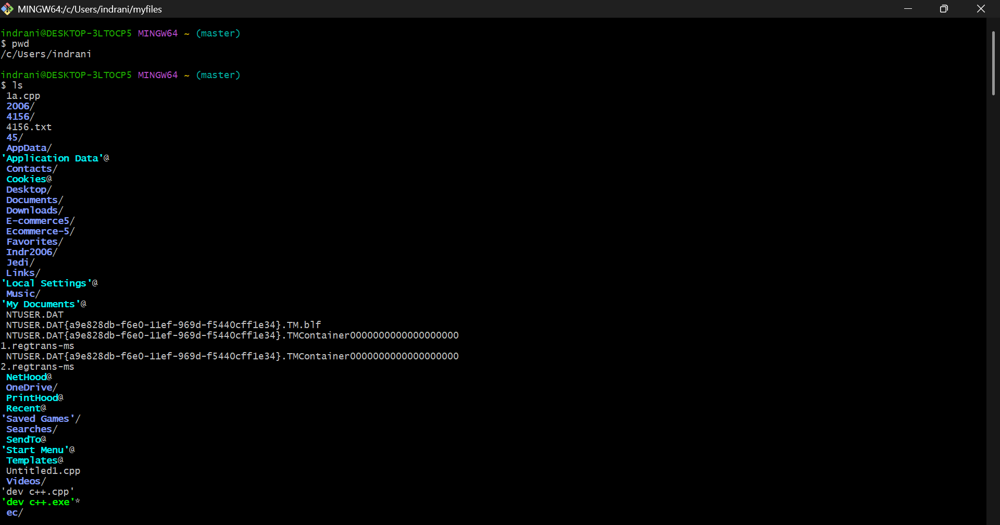 MINGW64:/c/Users/indrani/myfiles
indrani@DESKTOP-3LTOCP5 MINGW64 ~ (master)
$ pwd
/c/Users/indrani
indrani@DESKTOP-3LTOCP5 MINGW64 ~ (master)
$ ls
1a.cpp
2006/
4156/
4156.txt
45/
AppData/
'Application Data'@
Contacts/
Cookies@
Desktop/
Documents/
Downloads/
E-commerce5/
Ecommerce-5/
Favorites/
Indr2006/
Jedi/
Links/
'Local Settings'@
Music/
'My Documents'@
NTUSER.DAT
NTUSER.DAT{a9e828db-f6e0-11ef-969d-f5440cff1e34}.TM.blf
NTUSER.DAT{a9e828db-f6e0-11ef-969d-f5440cff1e34}.TMContainer0000000000000000000
1.regtrans-ms
NTUSER.DAT{a9e828db-f6e0-11ef-969d-f5440cff1e34}.TMContainer0000000000000000000
2.regtrans-ms
NetHood@
OneDrive/
PrintHood@
Recent@
'Saved Games'/
Searches/
SendTo@
'Start Menu'@
Templates@
Untitled1.cpp
Videos/
'dev c++.cpp'
'dev c++.exe'*
ec/